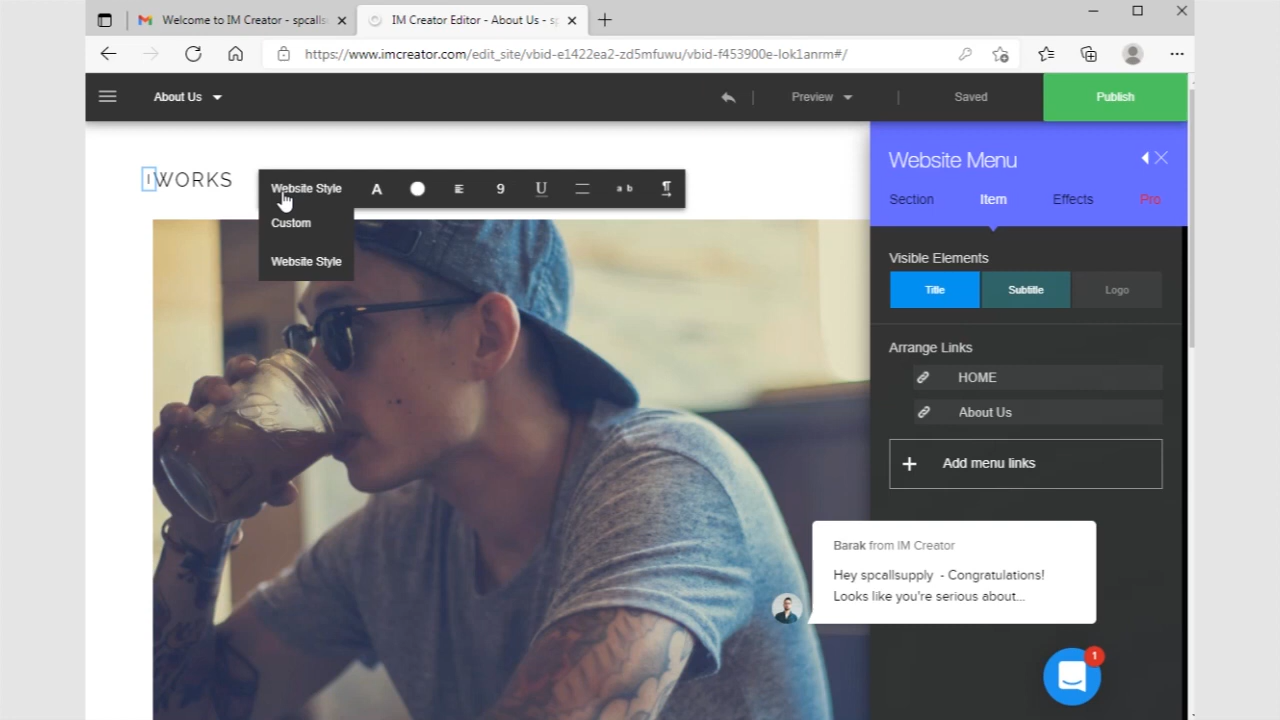 Welcome to IM Creator - spcalls
IM Creator Editor - About Us - sp
https://www.imcreator.com/edit_site/vbid-e1422ea2-zd5mfuwu/vbid-f453900e-lok1anrm#/
About Us
Preview
Saved
Publish
IWORKS
Website Style
A
9
U
a b
Custom
Website Style
Website Menu
Section
Item
Effects
Pro
Visible Elements
Title
Subtitle
Logo
Arrange Links
HOME
About Us
+ Add menu links
Barak from IM Creator
Hey spcallsupply - Congratulations!
Looks like you're serious about...
1